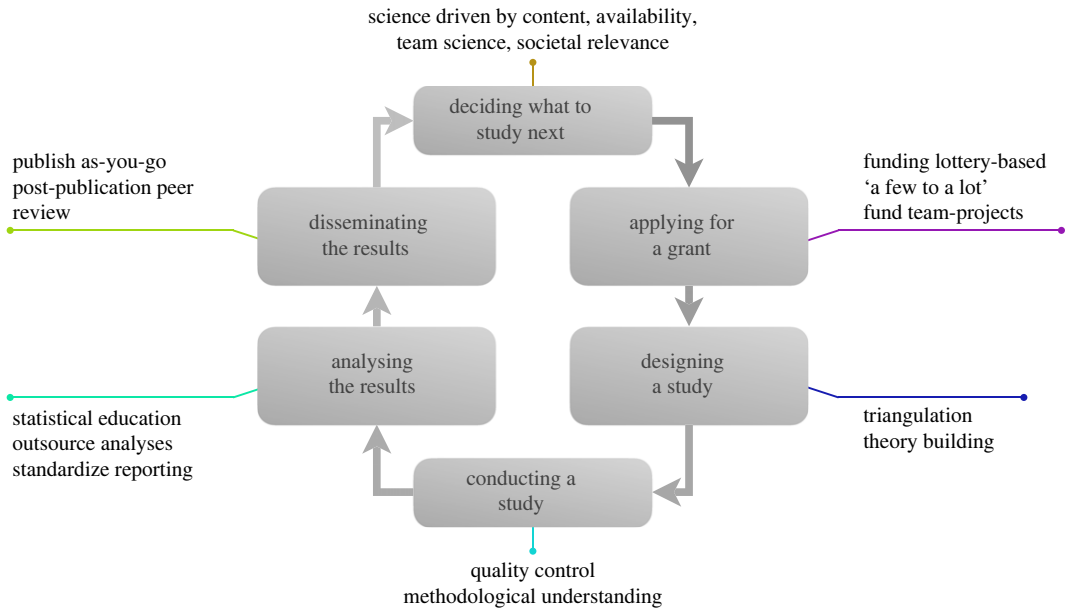 science driven by content, availability,
team science, societal relevance
deciding what to
study next
publish as-you-go
post-publication peer
review
funding lottery-based
‘a few to a lot’
fund team-projects
disseminating
the results
applying for
a grant
analysing
the results
designing
a study
statistical education
outsource analyses
standardize reporting
triangulation
theory building
conducting a
study
quality control
methodological understanding